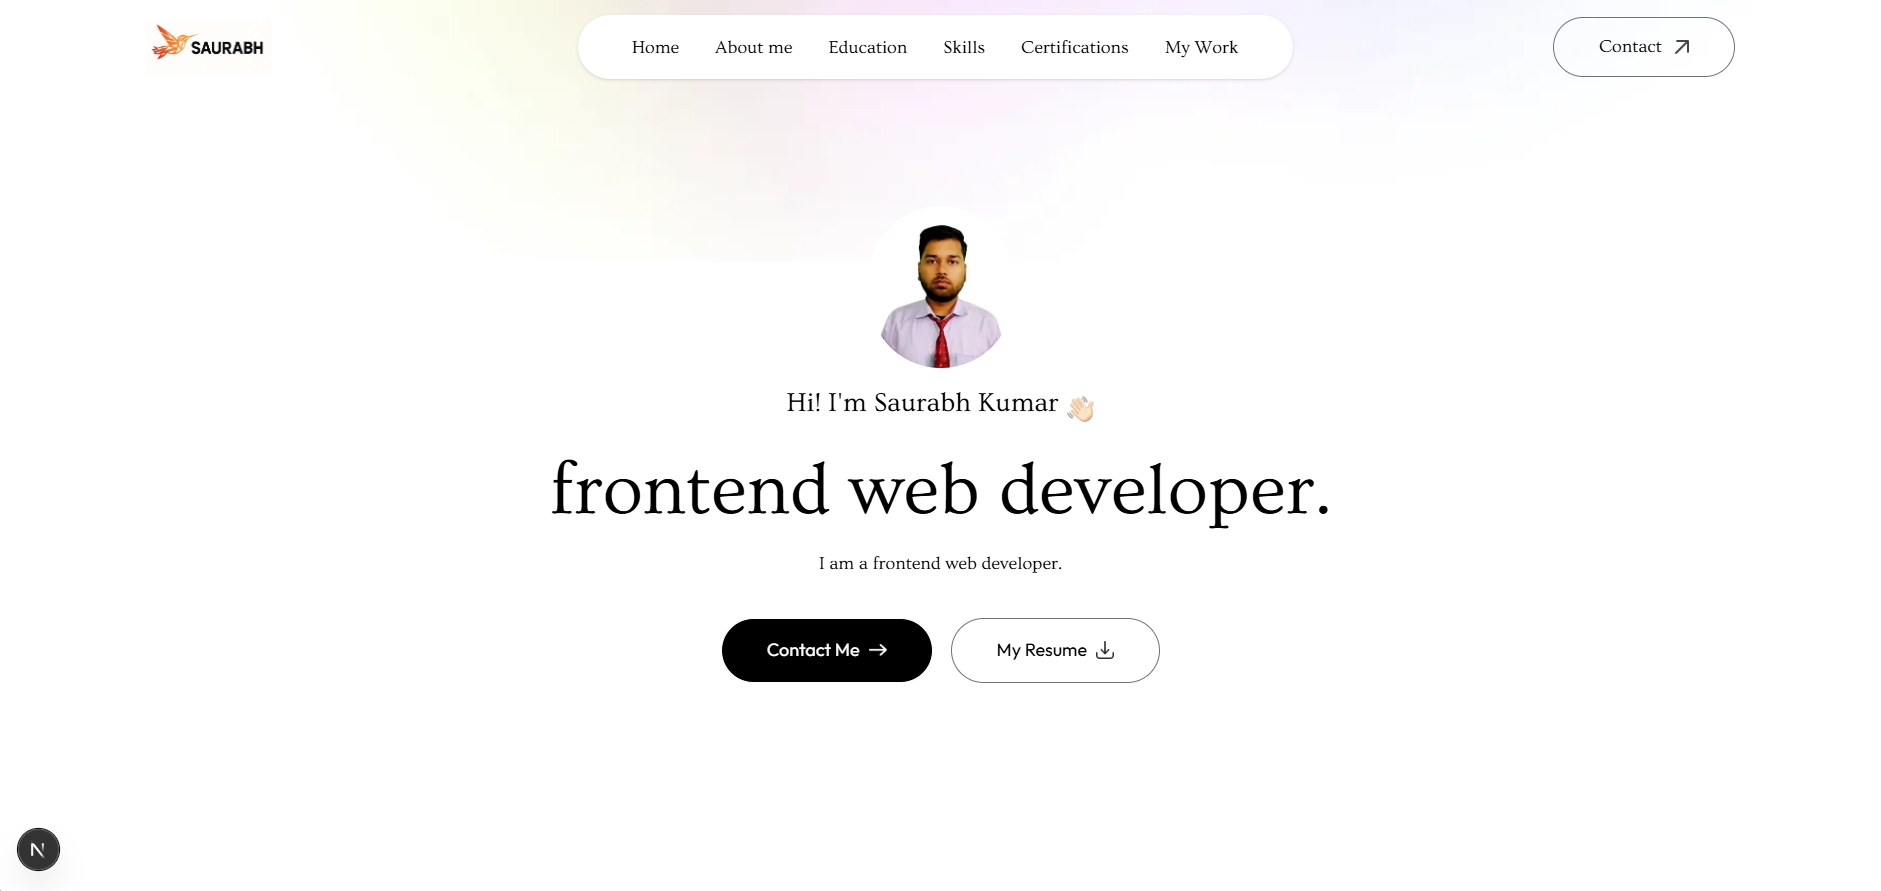 SAURABH
Home About me Education Skills Certifications My Work
Contact
Hi! I'm Saurabh Kumar 👋🏻
frontend web developer.
I am a frontend web developer.
Contact Me
My Resume
N